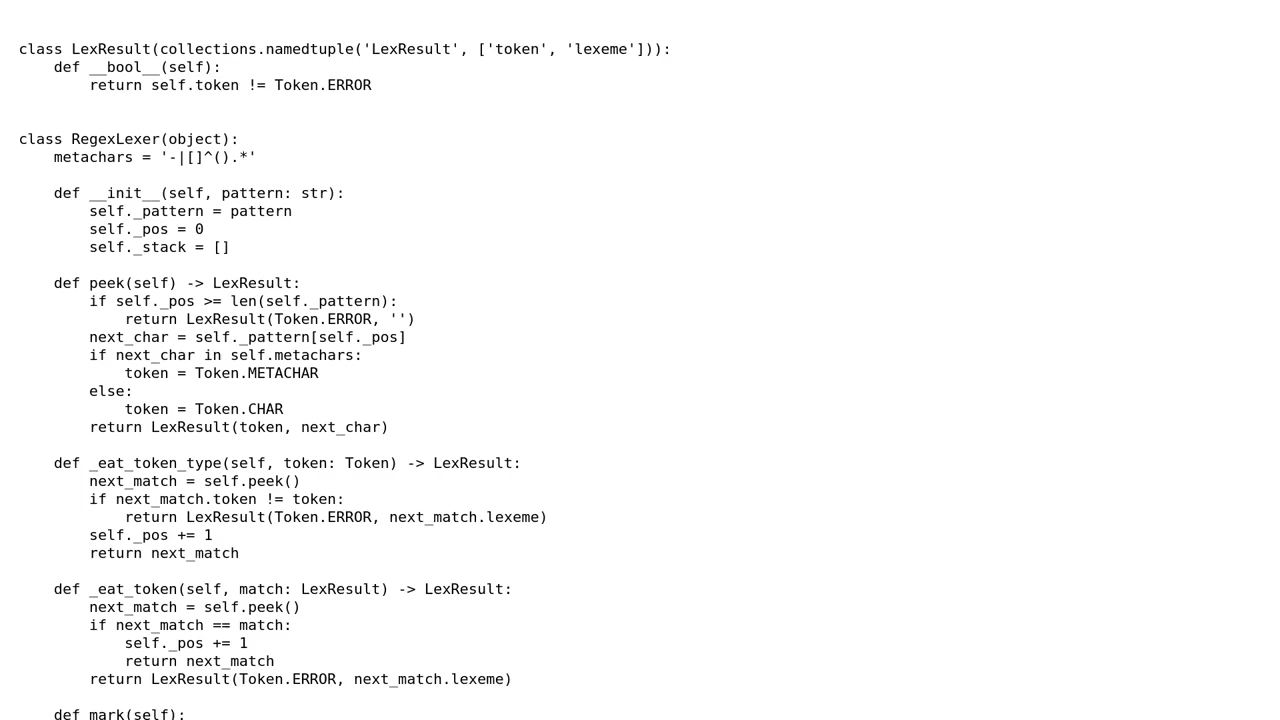 class LexResult(collections.namedtuple('LexResult', ['token', 'lexeme'])):
    def __bool__(self):
        return self.token != Token.ERROR


class RegexLexer(object):
    metachars = '-|[]^().*'

    def __init__(self, pattern: str):
        self._pattern = pattern
        self._pos = 0
        self._stack = []

    def peek(self) -> LexResult:
        if self._pos >= len(self._pattern):
            return LexResult(Token.ERROR, '')
        next_char = self._pattern[self._pos]
        if next_char in self.metachars:
            token = Token.METACHAR
        else:
            token = Token.CHAR
        return LexResult(token, next_char)

    def _eat_token_type(self, token: Token) -> LexResult:
        next_match = self.peek()
        if next_match.token != token:
            return LexResult(Token.ERROR, next_match.lexeme)
        self._pos += 1
        return next_match

    def _eat_token(self, match: LexResult) -> LexResult:
        next_match = self.peek()
        if next_match == match:
            self._pos += 1
            return next_match
        return LexResult(Token.ERROR, next_match.lexeme)

    def mark(self):